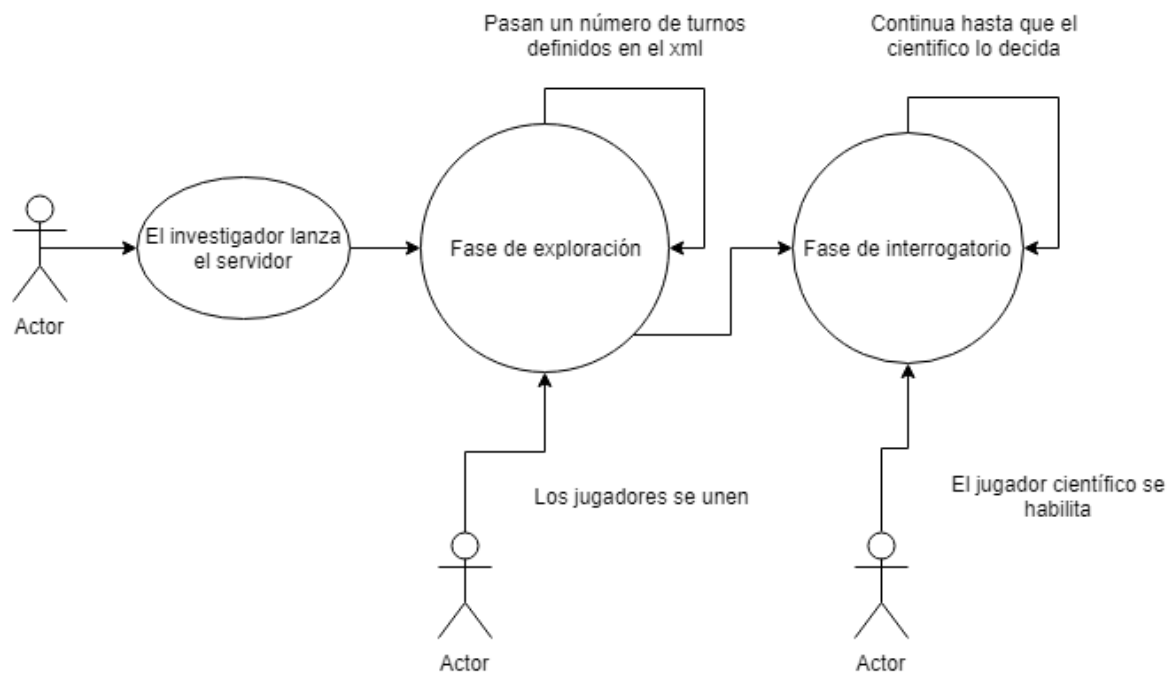 Pasan un número de turnos
definidos en el xml
Continua hasta que el
cientifico lo decida
El investigador lanza
el servidor
Fase de exploración
Fase de interrogatorio
Actor
Los jugadores se unen
El jugador científico se
habilita
Actor
Actor